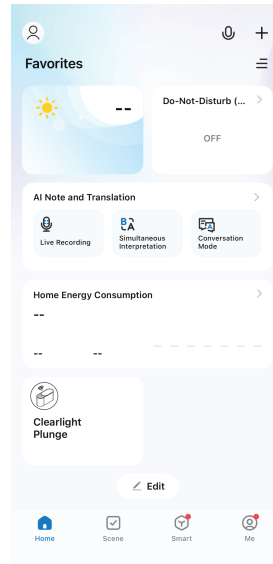 Favorites
--
Do-Not-Disturb (...
OFF
AI Note and Translation
Live Recording
Simultaneous
Interpretation
Conversation
Mode
Home Energy Consumption
--
-- --
Clearlight
Plunge
Edit
Home Scene Smart Me